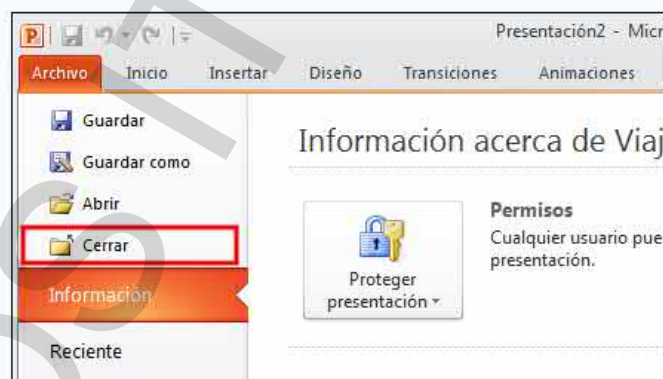 Presentación2 - Micr
Archivo Inicio Insertar Diseño Transiciones Animaciones
Guardar
Guardar como
Abrir
Cerrar
Información
Reciente
Información acerca de Viaj
Proteger
presentación
Permisos
Cualquier usuario pue
presentación.